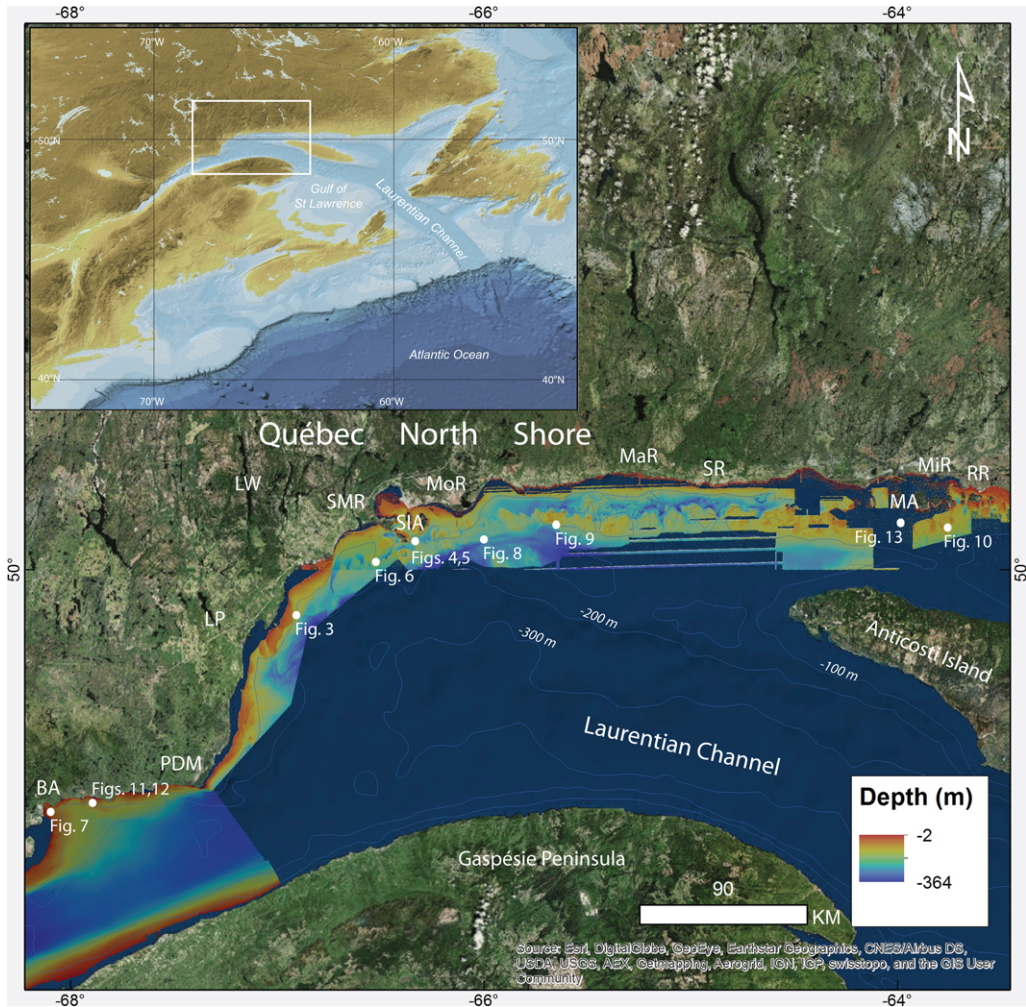 -68°
-66°
-64°
70°W
60°W
50°N
50°N
Gulf of
St Lawrence
Laurentian Channel
Atlantic Ocean
40°N
40°N
70°W
60°W
N
Québec North Shore
MaR
SR
MiR
RR
LW
SMR
MoR
SIA
MA
Figs. 4,5
Fig. 8
Fig. 9
Fig. 13
Fig. 10
50°
50°
Fig. 6
LP
Fig. 3
-200 m
-300 m
-100 m
Anticosti Island
Laurentian Channel
PDM
BA
Figs. 11,12
Fig. 7
Depth (m)
-2
-364
Gaspésie Peninsula
90
KM
Source: Esri, DigitalGlobe, GeoEye, Earthstar Geographics, CNES/Airbus DS,
USDA, USGS, AEX, Getmapping, Aerogrid, IGN, IGP, swisstopo, and the GIS User
Community
-68°
-66°
-64°